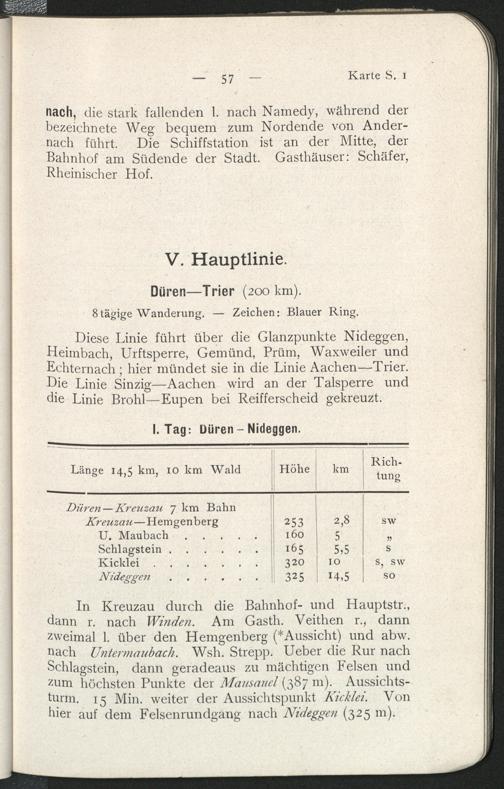 — 57 — Karte S. 1
nach, die stark fallenden l. nach Namedy, während der
bezeichnete Weg bequem zum Nordende von Ander-
nach führt. Die Schiffstation ist an der Mitte, der
Bahnhof am Südende der Stadt. Gasthäuser: Schäfer,
Rheinischer Hof.
V. Hauptlinie.
Düren—Trier (200 km).
8 tägige Wanderung. — Zeichen: Blauer Ring.
Diese Linie führt über die Glanzpunkte Nideggen,
Heimbach, Urftsperre, Gemünd, Prüm, Waxweiler und
Echternach; hier mündet sie in die Linie Aachen—Trier.
Die Linie Sinzig—Aachen wird an der Talsperre und
die Linie Brohl—Eupen bei Reifferscheid gekreuzt.
I. Tag: Düren – Nideggen.
Länge 14,5 km, 10 km Wald Höhe km Rich-
tung
Düren—Kreuzau 7 km Bahn
Kreuzau—Hemgenberg 253 2,8 sw
U. Maubach . . . . . 160 5 „
Schlagstein . . . . . . 165 5,5 s
Kicklei . . . . . . . 320 10 s, sw
Nideggen . . . . . . 325 14,5 so
In Kreuzau durch die Bahnhof- und Hauptstr.,
dann r. nach Winden. Am Gasth. Veithen r., dann
zweimal l. über den Hemgenberg (*Aussicht) und abw.
nach Untermaubach. Wsh. Strepp. Ueber die Rur nach
Schlagstein, dann geradeaus zu mächtigen Felsen und
zum höchsten Punkte der Mausauel (387 m). Aussichts-
turm. 15 Min. weiter der Aussichtspunkt Kicklei. Von
hier auf dem Felsenrundgang nach Nideggen (325 m).